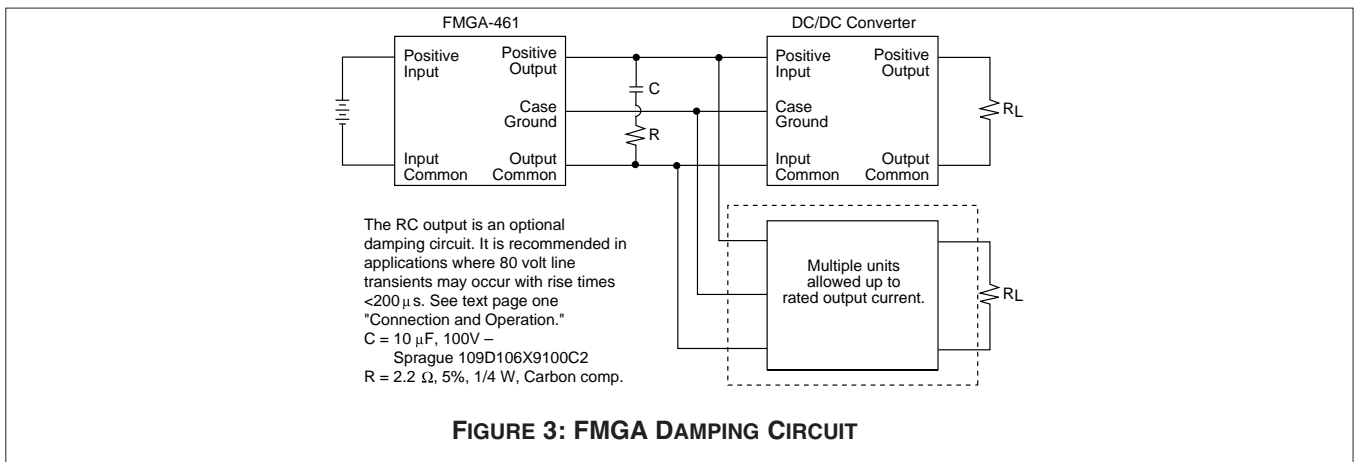 FMGA-461
DC/DC Converter
Positive Input
Positive Output
Case Ground
Input Common
Output Common
C
R
Positive Input
Positive Output
Case Ground
Input Common
Output Common
RL
The RC output is an optional
damping circuit. It is recommended in
applications where 80 volt line
transients may occur with rise times
<200 μs. See text page one
"Connection and Operation."
C = 10 μF, 100V –
Sprague 109D106X9100C2
R = 2.2 Ω, 5%, 1/4 W, Carbon comp.
Multiple units
allowed up to
rated output current.
RL
FIGURE 3: FMGA DAMPING CIRCUIT